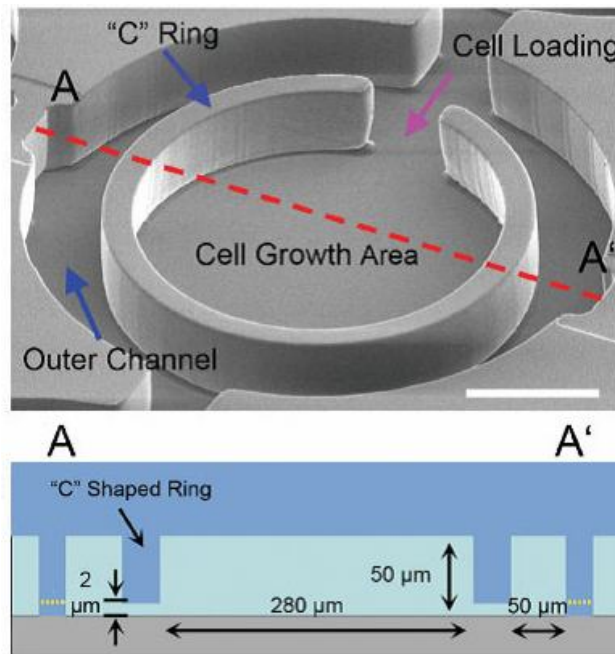 "C" Ring
Cell Loading
A
Cell Growth Area
A‘
Outer Channel
A
A‘
"C" Shaped Ring
2
μm
50 μm
280 μm
50 μm